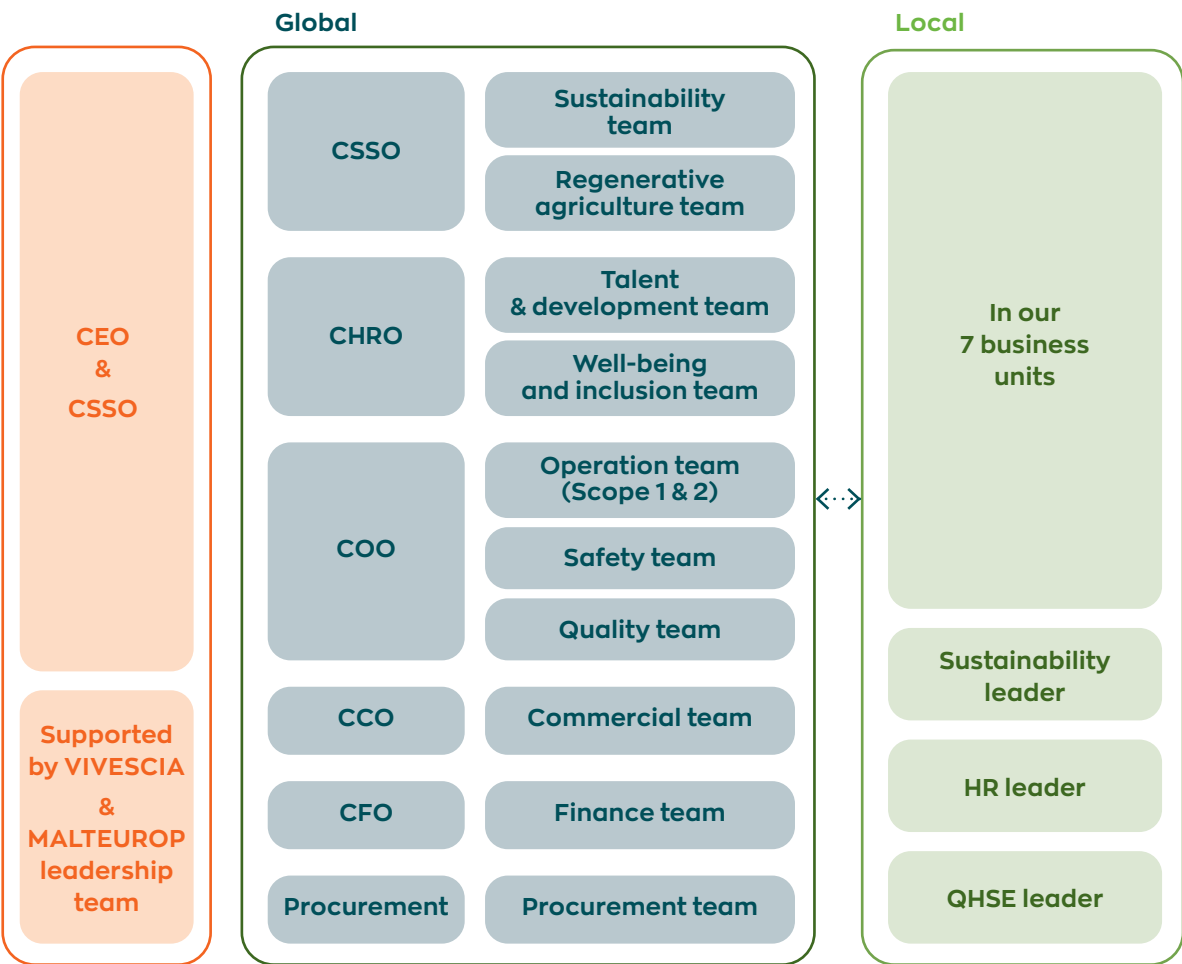 Global
Local
CEO
&
CSSO
Supported
by VIVESCIA
&
MALTEUROP
leadership
team
CSSO
Sustainability
team
Regenerative
agriculture team
CHRO
Talent
& development team
Well-being
and inclusion team
COO
Operation team
(Scope 1 & 2)
Safety team
Quality team
CCO
Commercial team
CFO
Finance team
Procurement
Procurement team
In our
7 business
units
Sustainability
leader
HR leader
QHSE leader